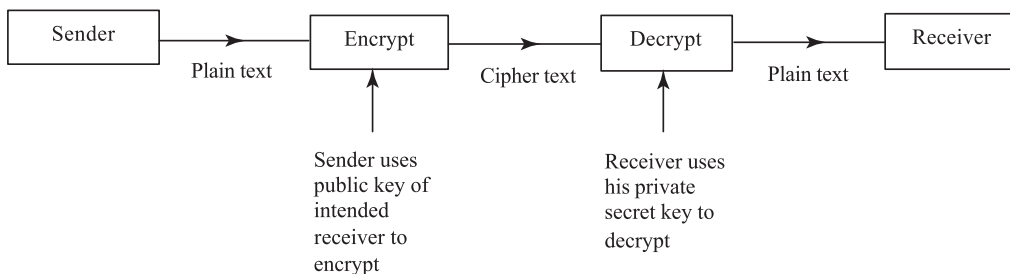 Sender
Encrypt
Decrypt
Receiver
Plain text
Cipher text
Plain text
Sender uses
public key of
intended
receiver to
encrypt
Receiver uses
his private
secret key to
decrypt